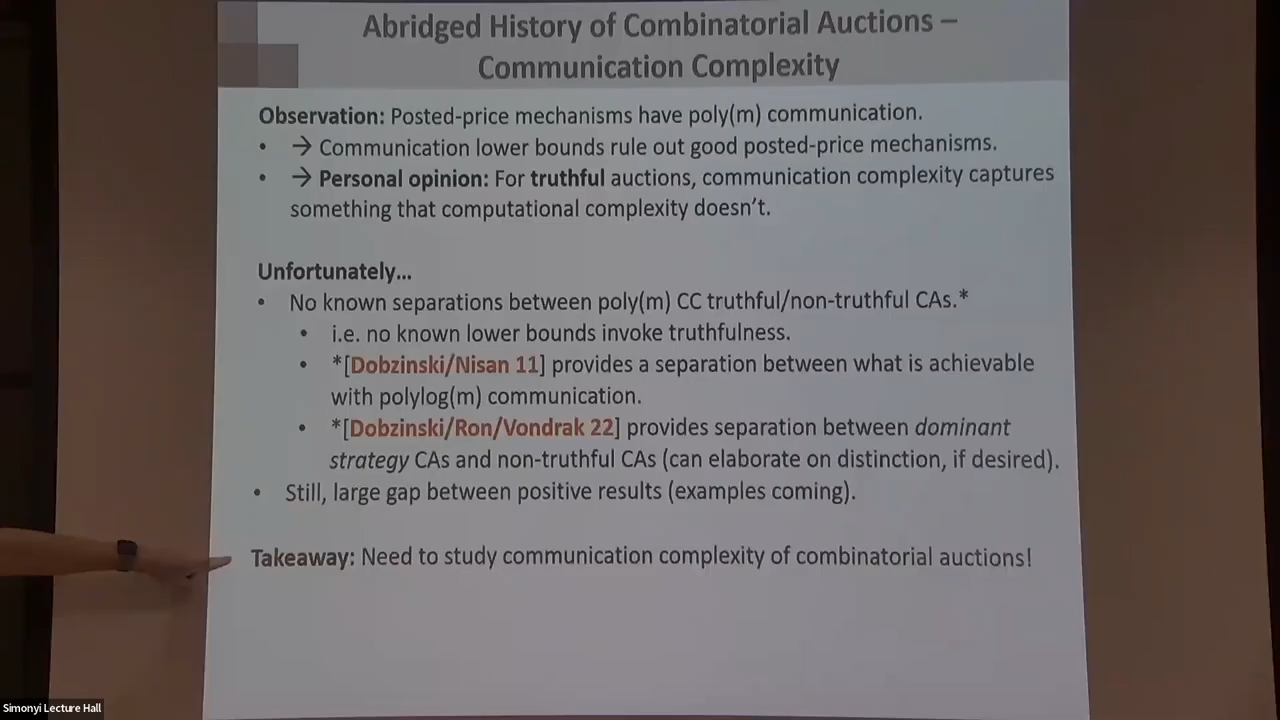 Abridged History of Combinatorial Auctions –
Communication Complexity
Observation: Posted-price mechanisms have poly(m) communication.
• → Communication lower bounds rule out good posted-price mechanisms.
• → Personal opinion: For truthful auctions, communication complexity captures
something that computational complexity doesn't.
Unfortunately...
• No known separations between poly(m) CC truthful/non-truthful CAs.*
• i.e. no known lower bounds invoke truthfulness.
• *[Dobzinski/Nisan 11] provides a separation between what is achievable
with polylog(m) communication.
• *[Dobzinski/Ron/Vondrak 22] provides separation between dominant
strategy CAs and non-truthful CAs (can elaborate on distinction, if desired).
• Still, large gap between positive results (examples coming).
Takeaway: Need to study communication complexity of combinatorial auctions!
Simonyi Lecture Hall